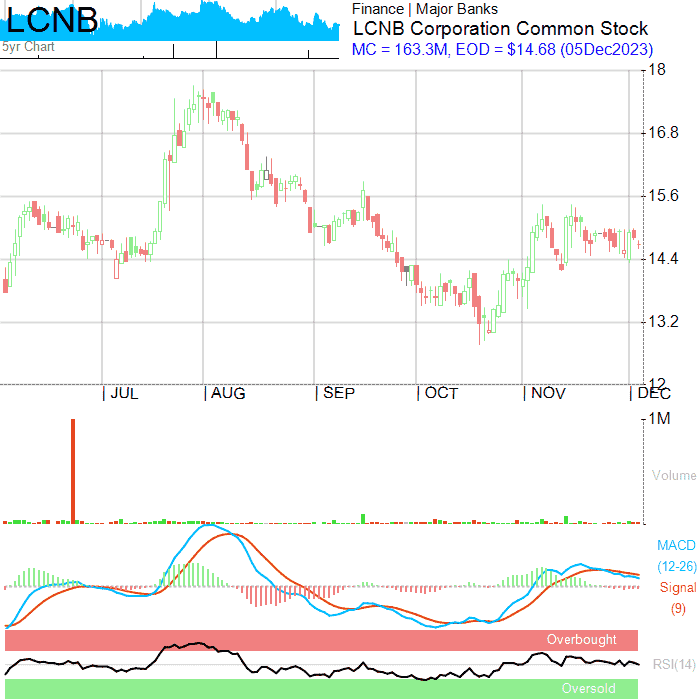 LCNB
5yr Chart
Finance | Major Banks
LCNB Corporation Common Stock
MC = 163.3M, EOD = $14.68 (05Dec2023)
18
16.8
15.6
14.4
13.2
12
| JUL | AUG | SEP | OCT | NOV | DEC
1M
Volume
MACD
(12-26)
Signal
(9)
Overbought
RSI(14)
Oversold